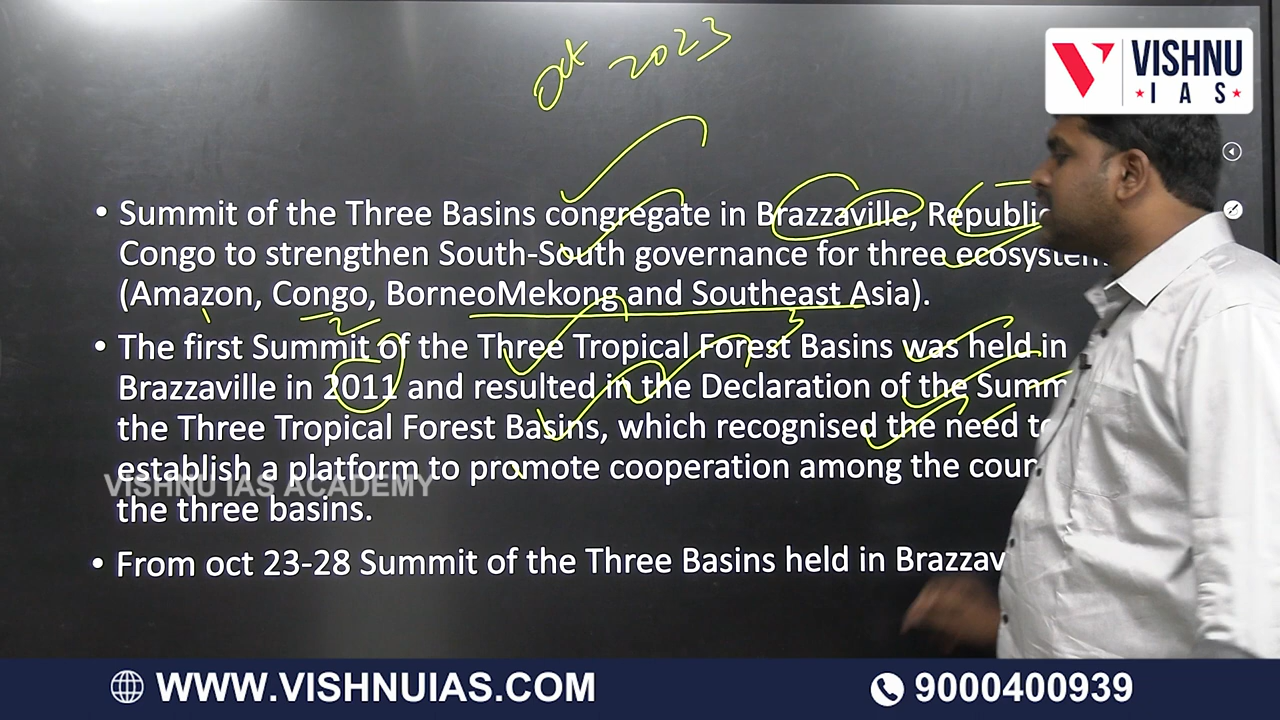 oct 2023
VISHNU
IAS
• Summit of the Three Basins congregate in Brazzaville, Republic
Congo to strengthen South-South governance for three ecosystem
(Amazon, Congo, BorneoMekong and Southeast Asia).
1 2 3
• The first Summit of the Three Tropical Forest Basins was held in
Brazzaville in 2011 and resulted in the Declaration of the Summ
the Three Tropical Forest Basins, which recognised the need to
establish a platform to promote cooperation among the coun
VISHNU IAS ACADEMY
the three basins.
• From oct 23-28 Summit of the Three Basins held in Brazzav
WWW.VISHNUIAS.COM 9000400939